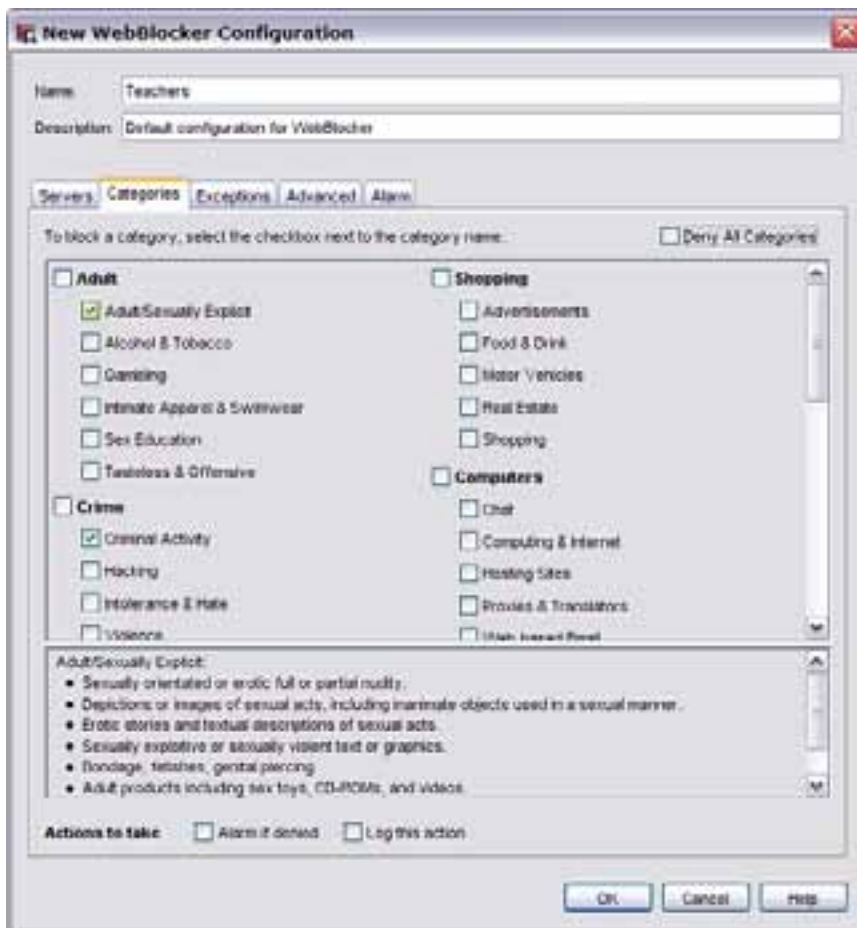 New WebBlocker Configuration
Name: Teachers
Description: Default configuration for WebBlocker
Servers Categories Exceptions Advanced Alarm
To block a category, select the checkbox next to the category name.
Deny All Categories
Adult
Adult/Sexually Explicit
Alcohol & Tobacco
Gambling
Intimate Apparel & Swimwear
Sex Education
Tasteless & Offensive
Crime
Criminal Activity
Hacking
Intolerance & Hate
Violence
Shopping
Advertisements
Food & Drink
Motor Vehicles
Real Estate
Shopping
Computers
Chat
Computing & Internet
Hosting Sites
Proxies & Translators
Web-based Email
Adult/Sexually Explicit:
• Sexually orientated or erotic full or partial nudity.
• Depictions or images of sexual acts, including inanimate objects used in a sexual manner.
• Erotic stories and textual descriptions of sexual acts.
• Sexually exploitive or sexually violent text or graphics.
• Bondage, fetishes, genital piercing
• Adult products including sex toys, CD-ROMs, and videos.
Actions to take
Alarm if denied
Log this action
OK Cancel Help